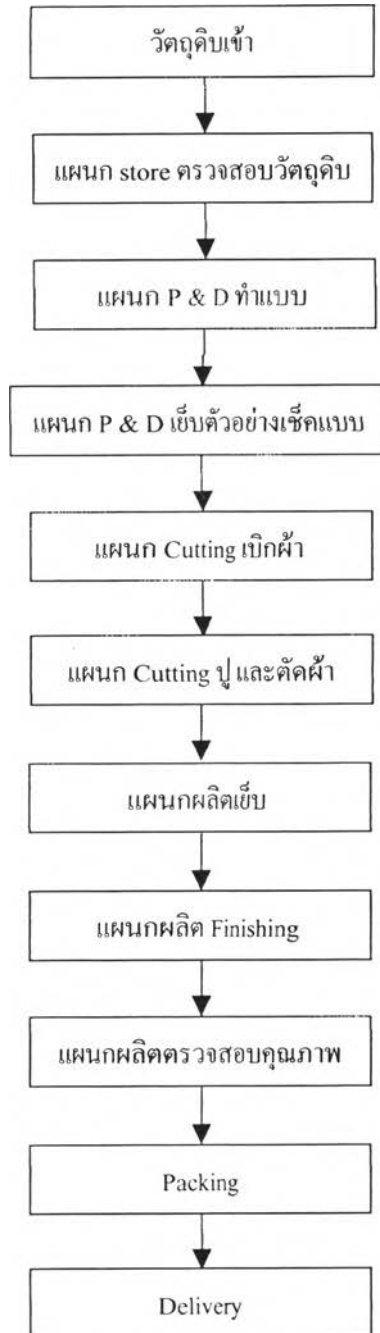 วัตถุดิบเข้า
แผนก store ตรวจสอบวัตถุดิบ
แผนก P & D ทำแบบ
แผนก P & D เย็บตัวอย่างเช็คแบบ
แผนก Cutting เบิกผ้า
แผนก Cutting ปู และตัดผ้า
แผนกผลิตเย็บ
แผนกผลิต Finishing
แผนกผลิตตรวจสอบคุณภาพ
Packing
Delivery